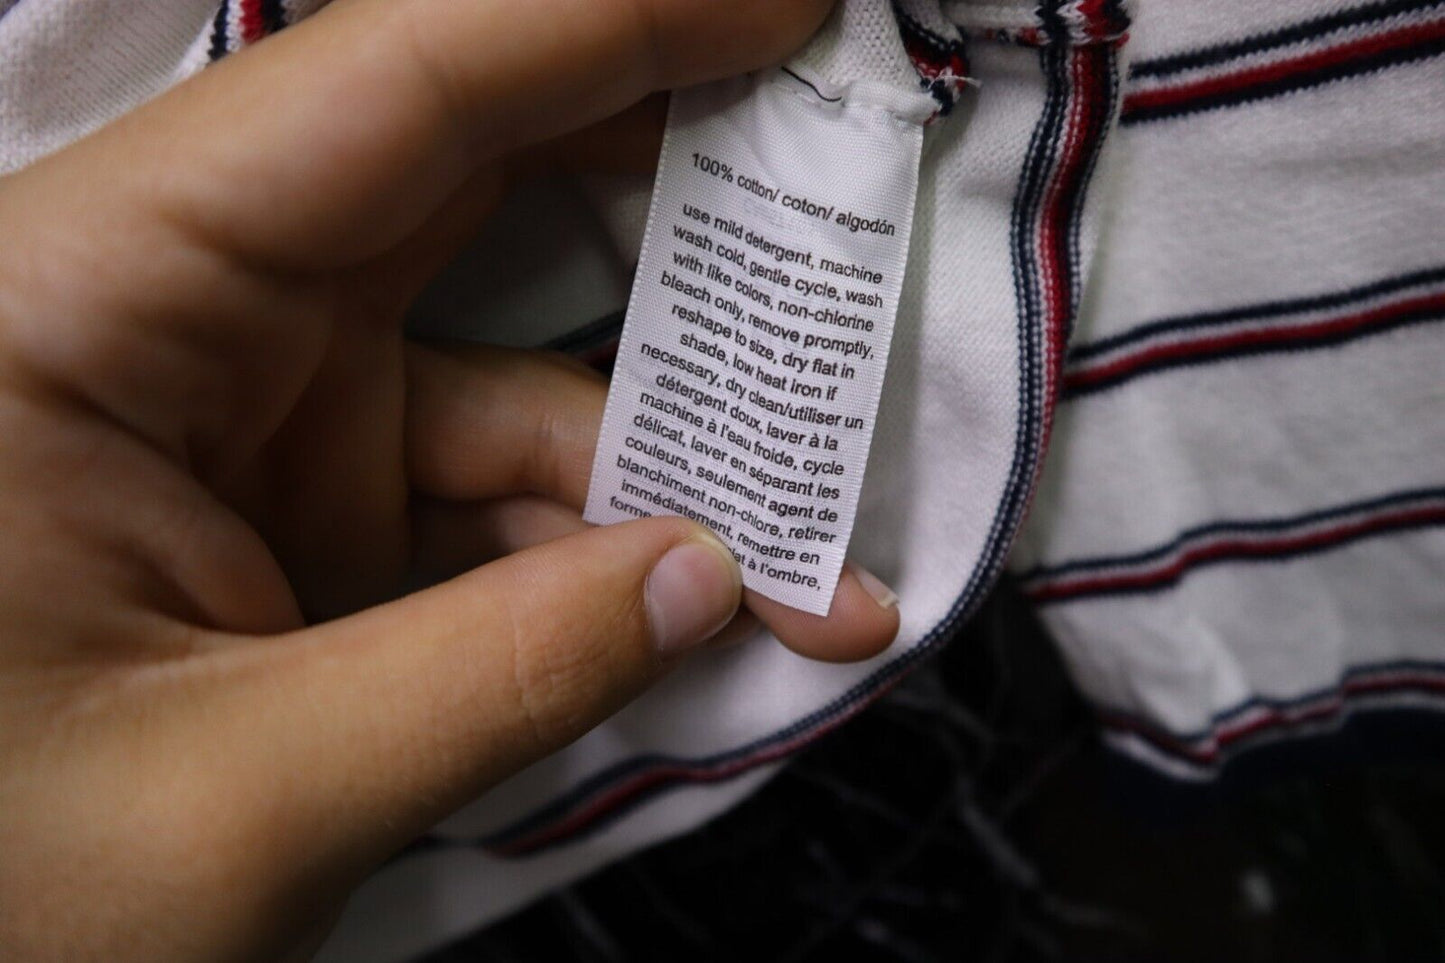 100% cotton/ coton/ algodón
use mild detergent, machine
wash cold, gentle cycle, wash
with like colors, non-chlorine
bleach only, remove promptly,
reshape to size, dry flat in
shade, low heat iron if
necessary, dry clean/utiliser un
détergent doux, laver à la
machine à l'eau froide, cycle
délicat, laver en séparant les
couleurs, seulement agent de
blanchiment non-chlore, retirer
immédiatement, remettre en
à l'ombre,